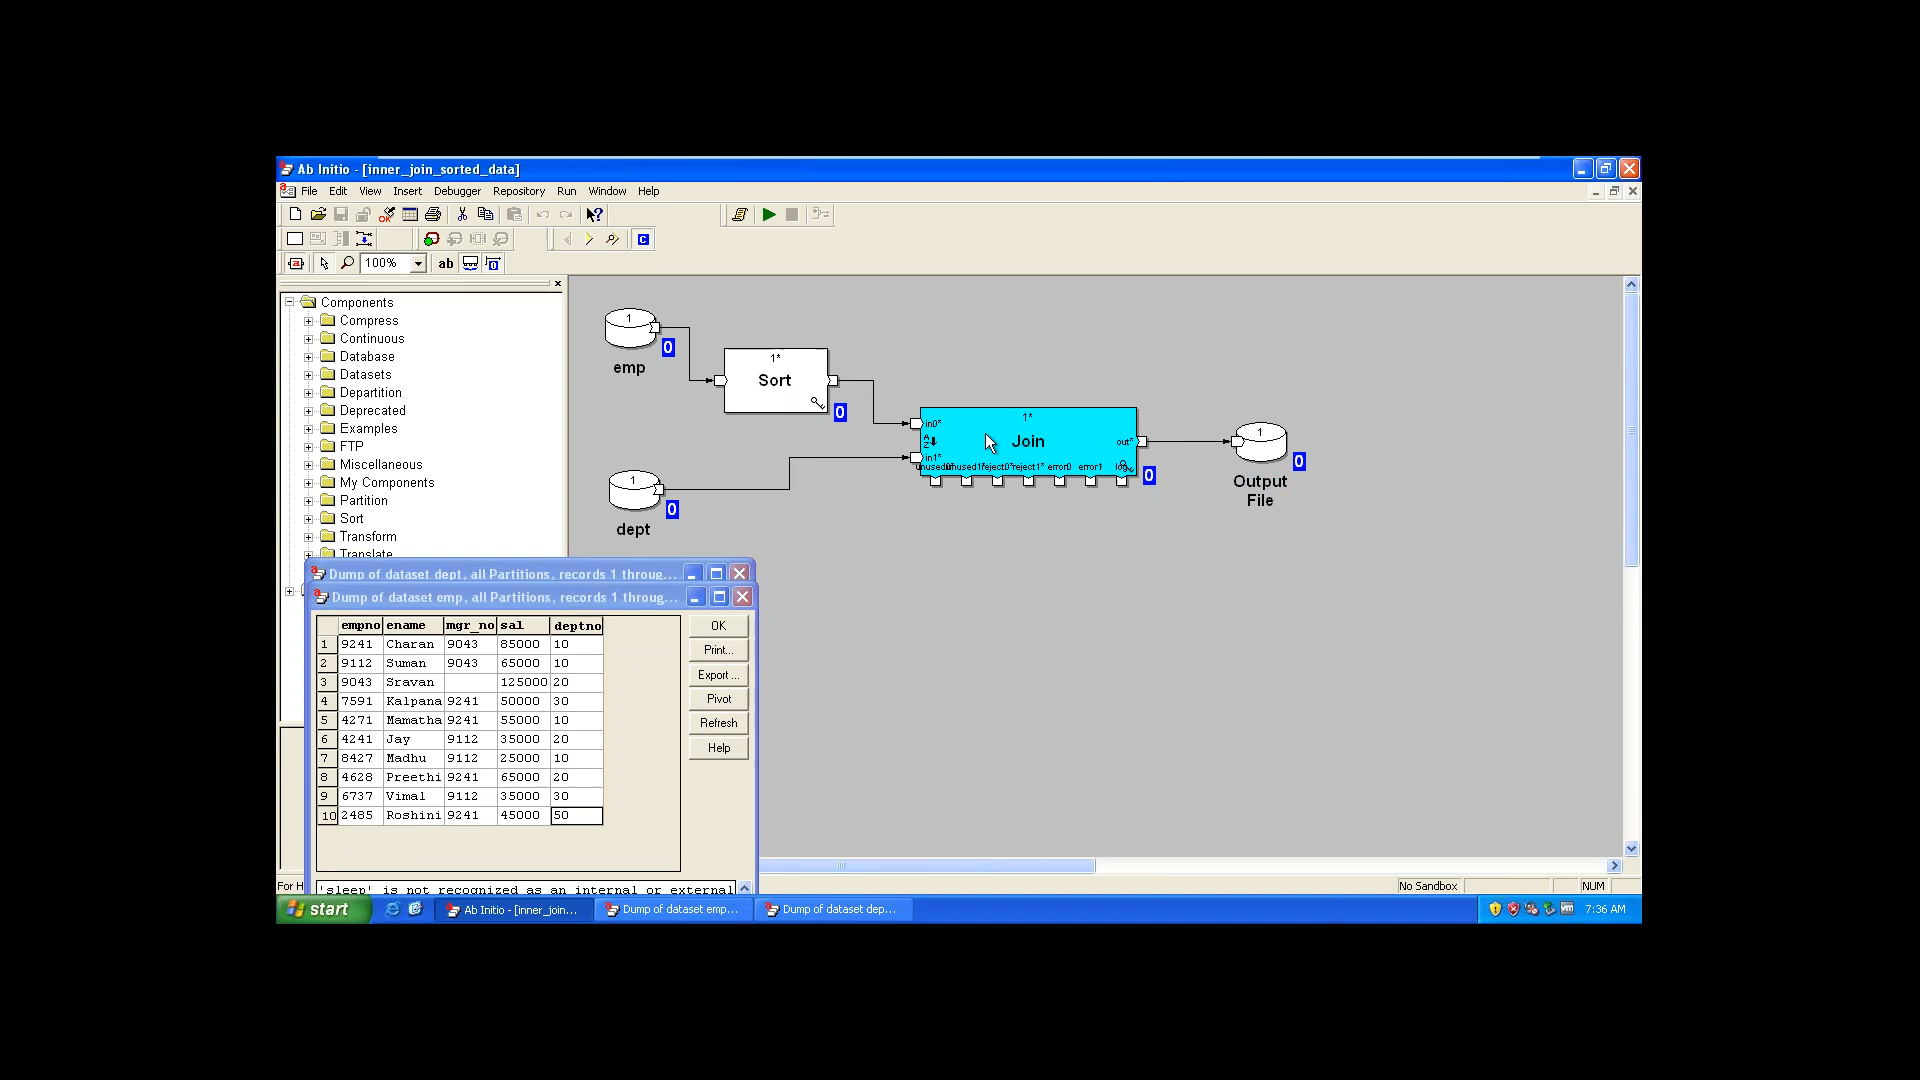 Ab Initio - [inner_join_sorted_data]
File Edit View Insert Debugger Repository Run Window Help
100% ab
Components
Compress
Continuous
Database
Datasets
Departition
Deprecated
Examples
FTP
Miscellaneous
My Components
Partition
Sort
Transform
Translate
1
emp
0
1*
Sort
0
1
dept
0
1*
in0*
Join
out*
in1*
unused1* reject0* reject1* error0 error1 log
0
1
Output
File
0
Dump of dataset dept, all Partitions, records 1 throug...
Dump of dataset emp, all Partitions, records 1 throug...
empno ename mgr_no sal deptno
1 9241 Charan 9043 85000 10
2 9112 Suman 9043 65000 10
3 9043 Sravan 125000 20
4 7591 Kalpana 9241 50000 30
5 4271 Mamatha 9241 55000 10
6 4241 Jay 9112 35000 20
7 8427 Madhu 9112 25000 10
8 4628 Preethi 9241 65000 20
9 6737 Vimal 9112 35000 30
10 2485 Roshini 9241 45000 50
OK
Print...
Export ...
Pivot
Refresh
Help
'sleep' is not recognized as an internal or external
For H
No Sandbox NUM
start Ab Initio - [inner_join... Dump of dataset emp... Dump of dataset dep... 7:36 AM